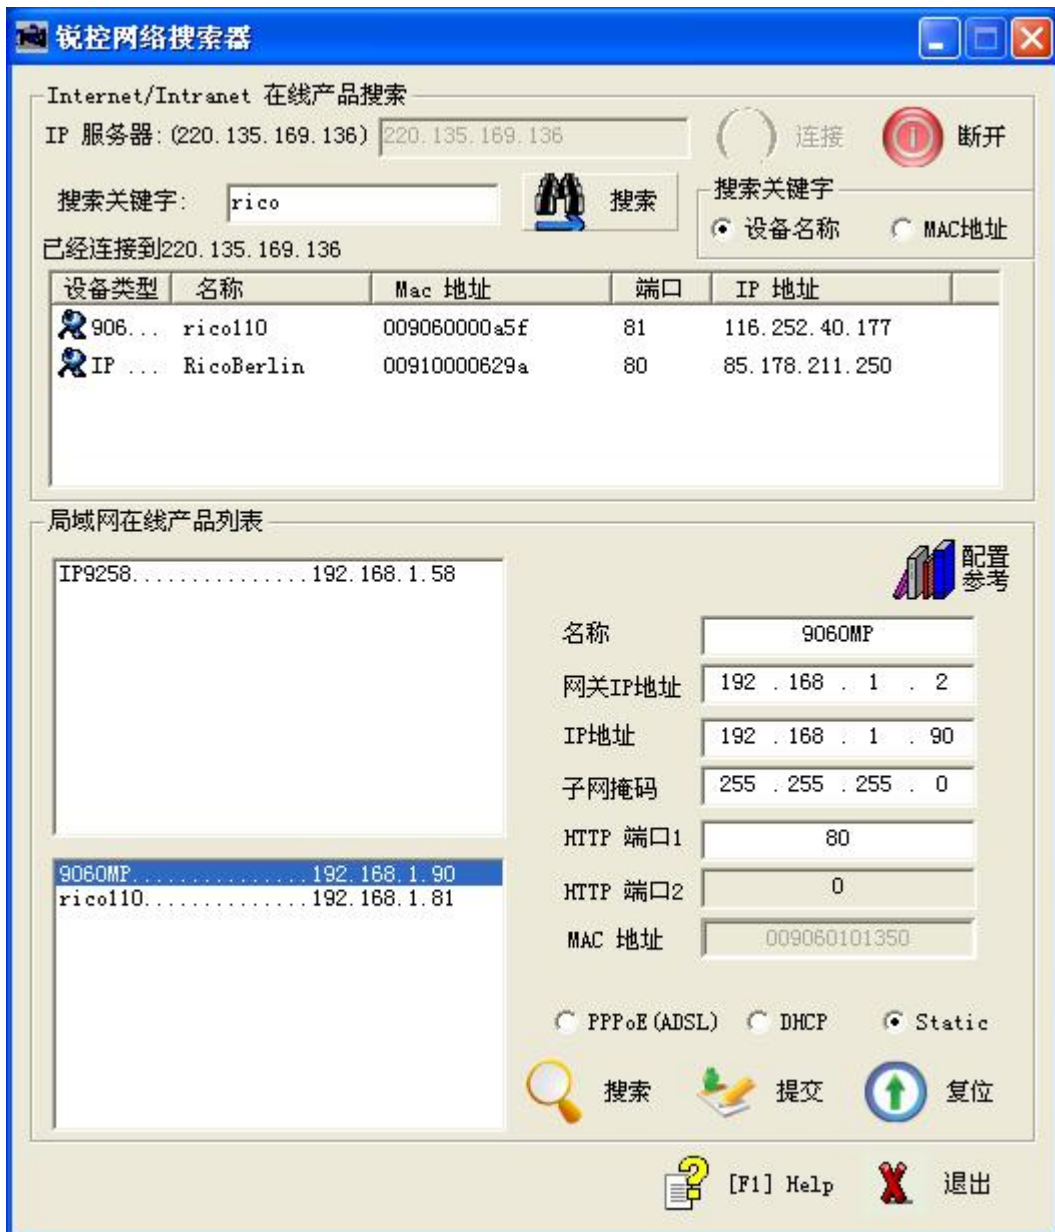 锐控网络搜索器
Internet/Intranet 在线产品搜索
IP 服务器:(220.135.169.136) 220.135.169.136 连接 断开
搜索关键字: rico 搜索
搜索关键字
设备名称 MAC地址
已经连接到220.135.169.136
设备类型 名称 Mac 地址 端口 IP 地址
906... rico110 009060000a5f 81 116.252.40.177
IP ... RicoBerlin 00910000629a 80 85.178.211.250
局域网在线产品列表
IP9258...............192.168.1.58
9060MP...............192.168.1.90
rico110..............192.168.1.81
配置
参考
名称 9060MP
网关IP地址 192 . 168 . 1 . 2
IP地址 192 . 168 . 1 . 90
子网掩码 255 . 255 . 255 . 0
HTTP 端口1 80
HTTP 端口2 0
MAC 地址 009060101350
PPPoE(ADSL) DHCP Static
搜索 提交 复位
[F1] Help 退出